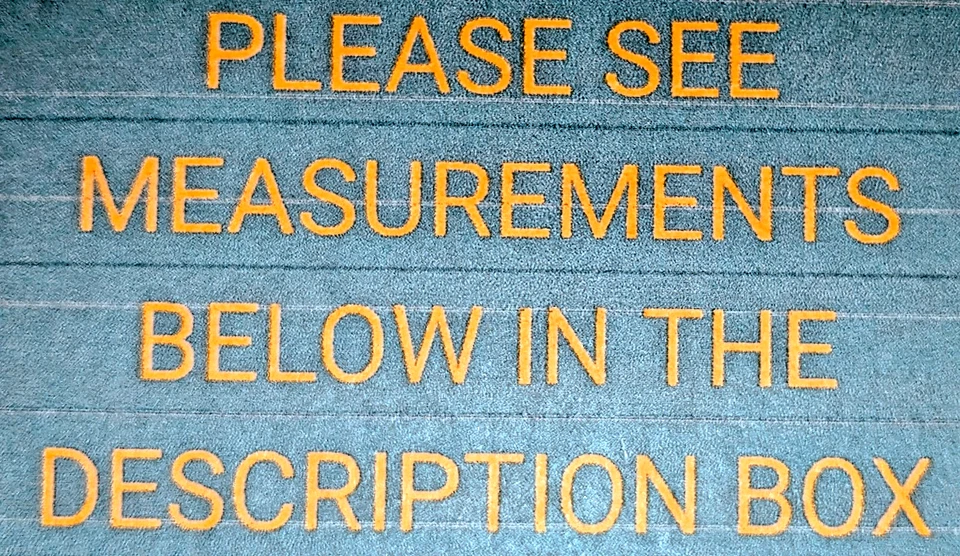 PLEASE SEE
MEASUREMENTS
BELOW IN THE
DESCRIPTION BOX